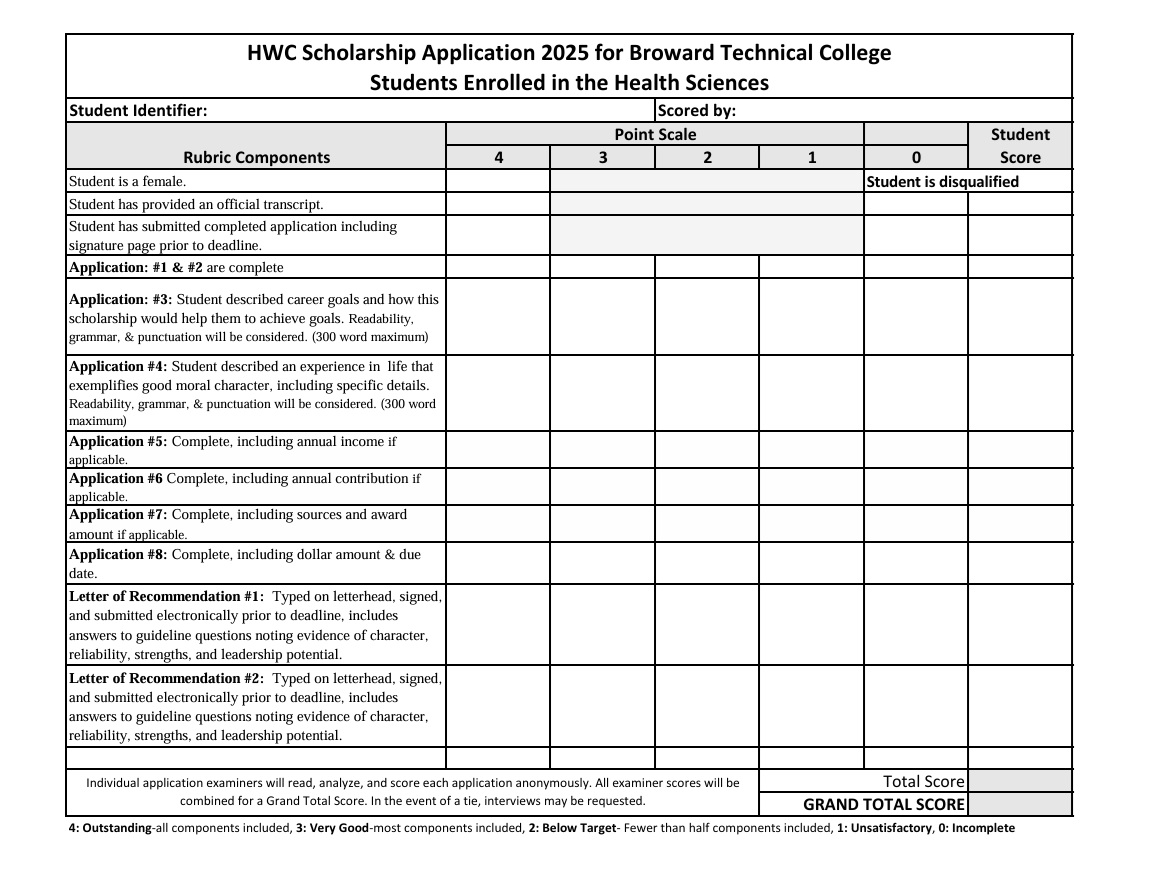 HWC Scholarship Application 2025 for Broward Technical College
Students Enrolled in the Health Sciences
Student Identifier:
Scored by:
Point Scale
Student
Rubric Components
4
3
2
1
0
Score
Student is a female.
Student is disqualified
Student has provided an official transcript.
Student has submitted completed application including
signature page prior to deadline.
Application: #1 & #2 are complete
Application: #3: Student described career goals and how this
scholarship would help them to achieve goals. Readability,
grammar, & punctuation will be considered. (300 word maximum)
Application #4: Student described an experience in  life that
exemplifies good moral character, including specific details.
Readability, grammar, & punctuation will be considered. (300 word
maximum)
Application #5: Complete, including annual income if
applicable.
Application #6 Complete, including annual contribution if
applicable.
Application #7: Complete, including sources and award
amount if applicable.
Application #8: Complete, including dollar amount & due
date.
Letter of Recommendation #1:  Typed on letterhead, signed,
and submitted electronically prior to deadline, includes
answers to guideline questions noting evidence of character,
reliability, strengths, and leadership potential.
Letter of Recommendation #2:  Typed on letterhead, signed,
and submitted electronically prior to deadline, includes
answers to guideline questions noting evidence of character,
reliability, strengths, and leadership potential.
Individual application examiners will read, analyze, and score each application anonymously. All examiner scores will be
combined for a Grand Total Score. In the event of a tie, interviews may be requested.
Total Score
GRAND TOTAL SCORE
4: Outstanding-all components included, 3: Very Good-most components included, 2: Below Target- Fewer than half components included, 1: Unsatisfactory, 0: Incomplete